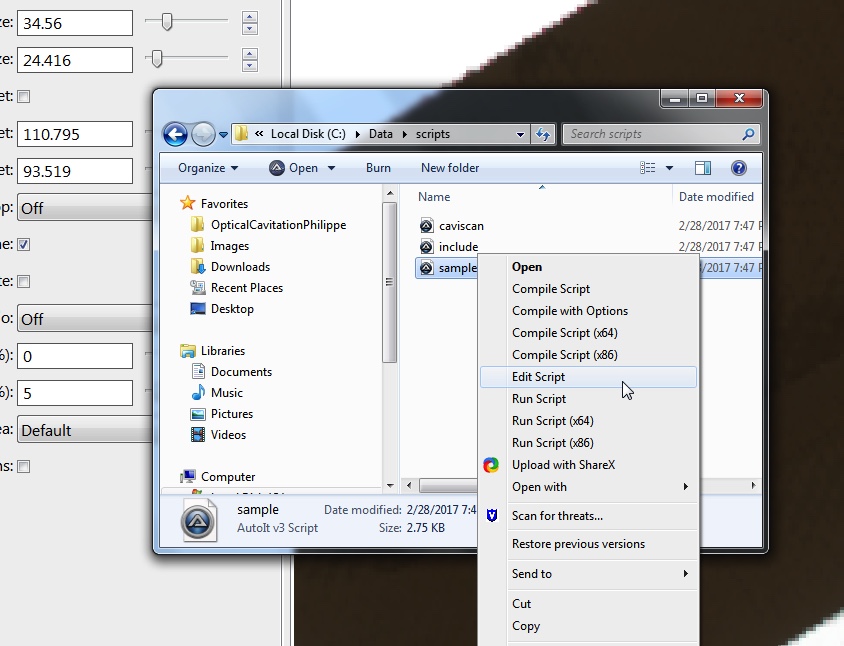 ze: 34.56
ze: 24.416
et:
et: 110.795
et: 93.519
op: Off
ne:
te:
o: Off
%): 0
%): 5
ea: Default
ns:
« Local Disk (C:) Data scripts
Search scripts
Organize Open Burn New folder
Favorites
OpticalCavitationPhilippe
Images
Downloads
Recent Places
Desktop
Libraries
Documents
Music
Pictures
Videos
Computer
Name Date modified
caviscan 2/28/2017 7:47 P
include 2/28/2017 7:47 P
sample /2017 7:47 P
Open
Compile Script
Compile with Options
Compile Script (x64)
Compile Script (x86)
Edit Script
Run Script
Run Script (x64)
Run Script (x86)
Upload with ShareX
Open with
Scan for threats...
Restore previous versions
Send to
Cut
Copy
sample Date modified: 2/28/2017 7:4
AutoIt v3 Script Size: 2.75 KB